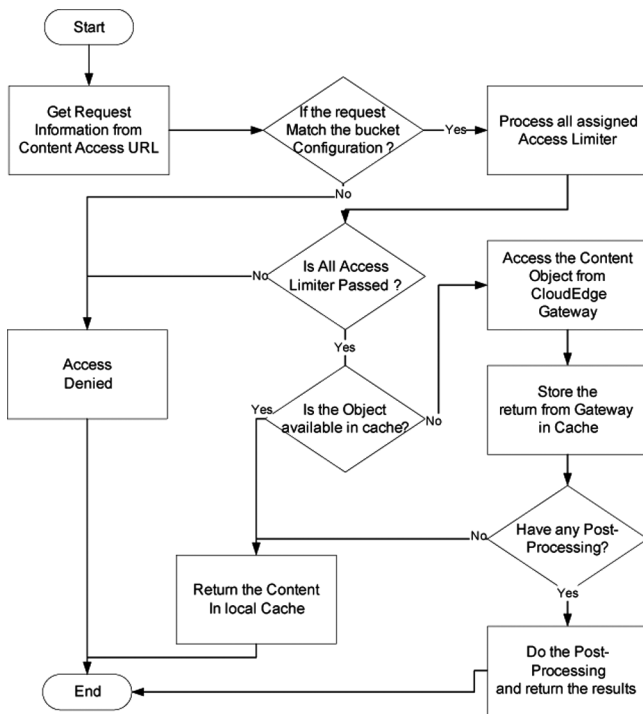 Start
Get Request
Information from
Content Access URL
If the request
Match the bucket
Configuration ?
Yes
Process all assigned
Access Limiter
No
Is All Access
Limiter Passed ?
No
Yes
Access the Content
Object from
CloudEdge
Gateway
Access
Denied
Is the Object
available in cache?
Yes
No
Store the
return from Gateway
in Cache
Have any Post-
Processing?
No
Yes
Return the Content
In local Cache
Do the Post-
Processing
and return the results
End